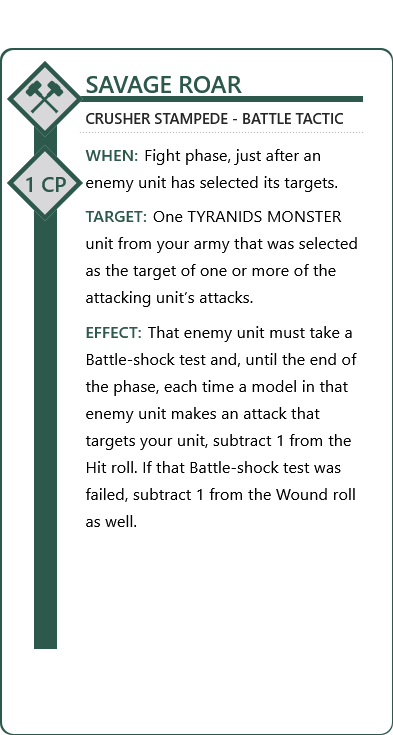 SAVAGE ROAR
CRUSHER STAMPEDE - BATTLE TACTIC
1 CP
WHEN: Fight phase, just after an
enemy unit has selected its targets.
TARGET: One TYRANIDS MONSTER
unit from your army that was selected
as the target of one or more of the
attacking unit's attacks.
EFFECT: That enemy unit must take a
Battle-shock test and, until the end of
the phase, each time a model in that
enemy unit makes an attack that
targets your unit, subtract 1 from the
Hit roll. If that Battle-shock test was
failed, subtract 1 from the Wound roll
as well.